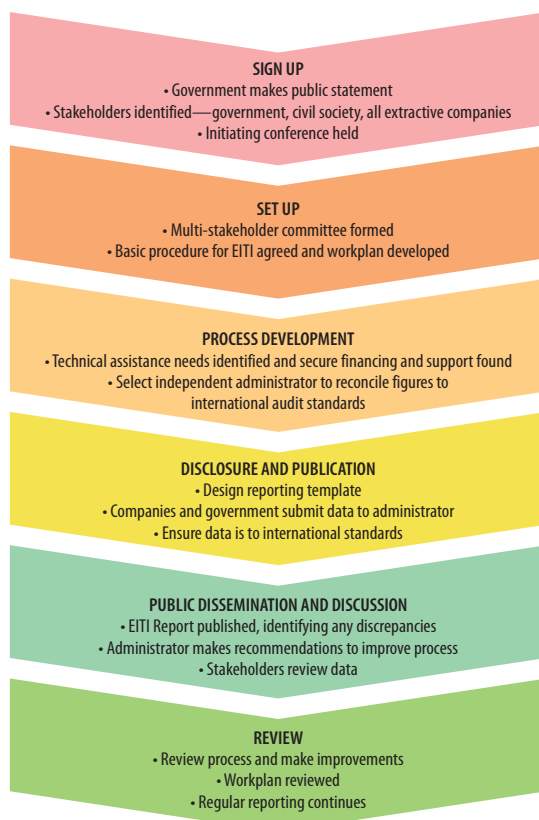 SIGN UP
• Government makes public statement
• Stakeholders identified—government, civil society, all extractive companies
• Initiating conference held
SET UP
• Multi-stakeholder committee formed
• Basic procedure for EITI agreed and workplan developed
PROCESS DEVELOPMENT
• Technical assistance needs identified and secure financing and support found
• Select independent administrator to reconcile figures to
international audit standards
DISCLOSURE AND PUBLICATION
• Design reporting template
• Companies and government submit data to administrator
• Ensure data is to international standards
PUBLIC DISSEMINATION AND DISCUSSION
• EITI Report published, identifying any discrepancies
• Administrator makes recommendations to improve process
• Stakeholders review data
REVIEW
• Review process and make improvements
• Workplan reviewed
• Regular reporting continues